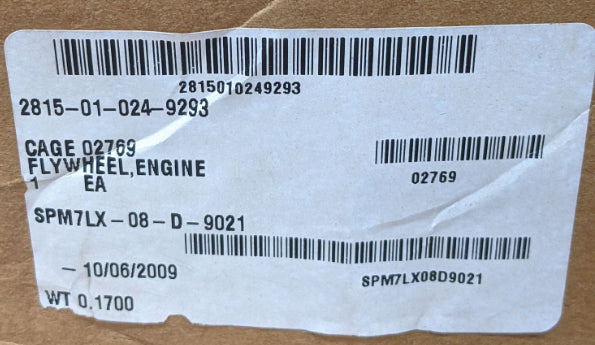 2815010249293
2815-01-024-9293
CAGE 02769
FLYWHEEL,ENGINE
02769
1 EA
SPM7LX-08-D-9021
- 10/06/2009
SPM7LX08D9021
WT 0.1700